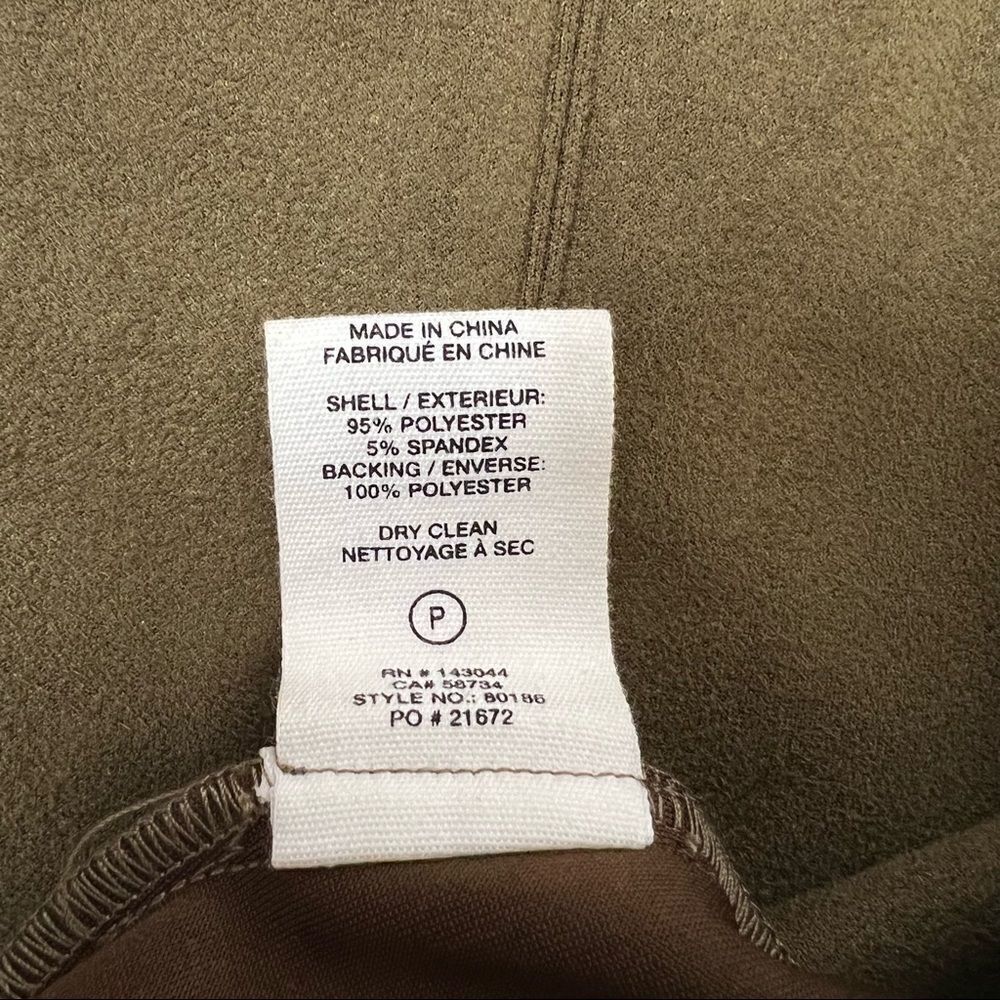 MADE IN CHINA
FABRIQUÉ EN CHINE
SHELL / EXTERIEUR:
95% POLYESTER
5% SPANDEX
BACKING / ENVERSE:
100% POLYESTER
DRY CLEAN
NETTOYAGE À SEC
P
RN # 143044
CA# 58734
STYLE NO.: 80186
PO # 21672